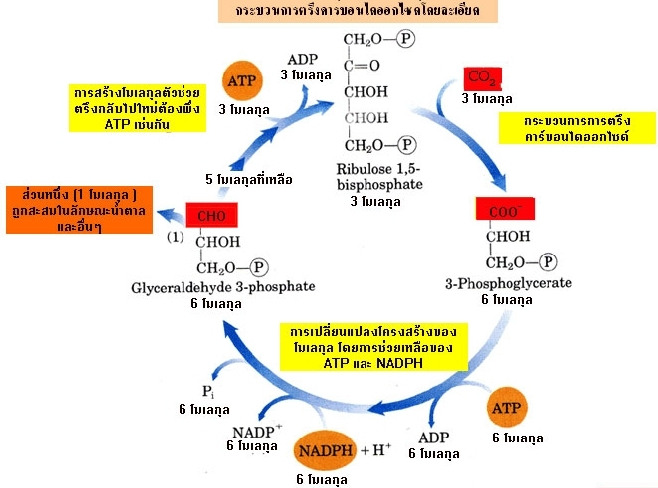 กระบวนการตรึงคาร์บอนไดออกไซด์โดยละเอียด
CH₂O—P
C=O
CHOH
CHOH
CH₂O—P
Ribulose 1,5-
bisphosphate
3 โมเลกุล
CO₂
3 โมเลกุล
กระบวนการการตรึง
คาร์บอนไดออกไซด์
COO⁻
CHOH
CH₂O—P
3-Phosphoglycerate
6 โมเลกุล
ATP
6 โมเลกุล
ADP
6 โมเลกุล
การเปลี่ยนแปลงโครงสร้างของ
โมเลกุล โดยการช่วยเหลือของ
ATP และ NADPH
NADPH + H⁺
6 โมเลกุล
NADP⁺
6 โมเลกุล
Pᵢ
6 โมเลกุล
CHO
(1)
CHOH
CH₂O—P
Glyceraldehyde 3-phosphate
6 โมเลกุล
ส่วนหนึ่ง (1 โมเลกุล )
ถูกสะสมในลักษณะน้ำตาล
และอื่นๆ
5 โมเลกุลที่เหลือ
การสร้างโมเลกุลตัวช่วย
ตรึงกลับไปใหม่ต้องพึ่ง
ATP เช่นกัน
ATP
3 โมเลกุล
ADP
3 โมเลกุล